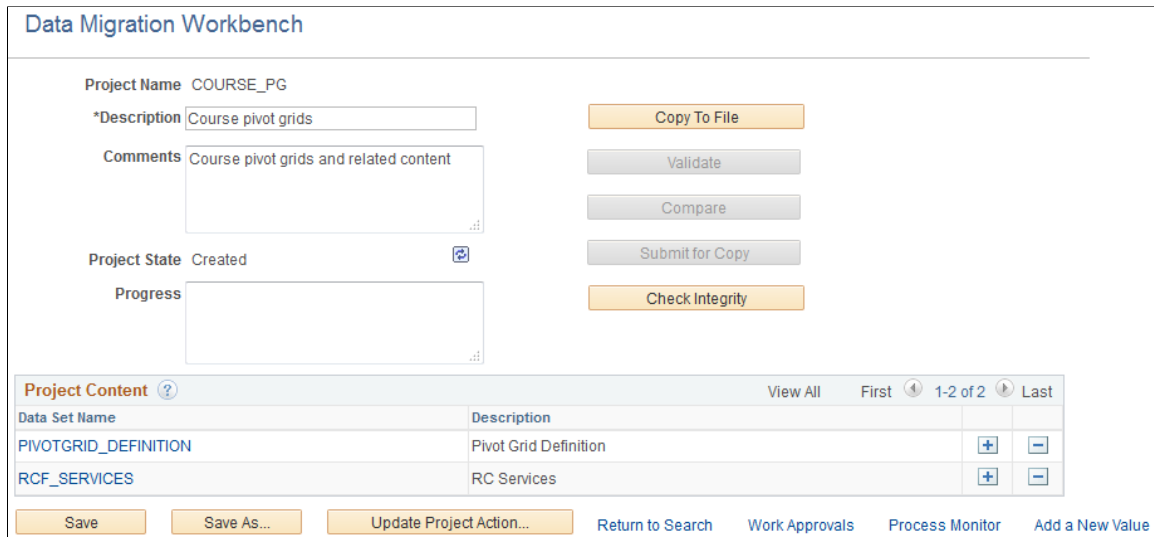 Data Migration Workbench
Project Name COURSE_PG
*Description Course pivot grids
Copy To File
Comments Course pivot grids and related content
Validate
Compare
Project State Created
Submit for Copy
Progress
Check Integrity
Project Content ? View All First 1-2 of 2 Last
Data Set Name Description
PIVOTGRID_DEFINITION Pivot Grid Definition + -
RCF_SERVICES RC Services + -
Save Save As... Update Project Action... Return to Search Work Approvals Process Monitor Add a New Value